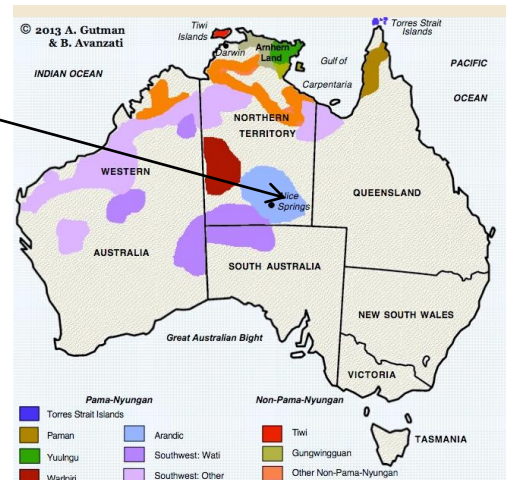 © 2013 A. Gutman
& B. Avanzati
Tiwi
Islands
Torres Strait
Islands
Darwin
Arnhem
Land
Gulf of
Carpentaria
PACIFIC
OCEAN
INDIAN OCEAN
NORTHERN
TERRITORY
WESTERN
AUSTRALIA
Alice
Springs
QUEENSLAND
SOUTH AUSTRALIA
NEW SOUTH WALES
Great Australian Bight
VICTORIA
TASMANIA
Pama-Nyungan
Non-Pama-Nyungan
Torres Strait Islands
Paman
Yuulngu
Warlpiri
Arandic
Southwest: Wati
Southwest: Other
Tiwi
Gungwingguan
Other Non-Pama-Nyungan